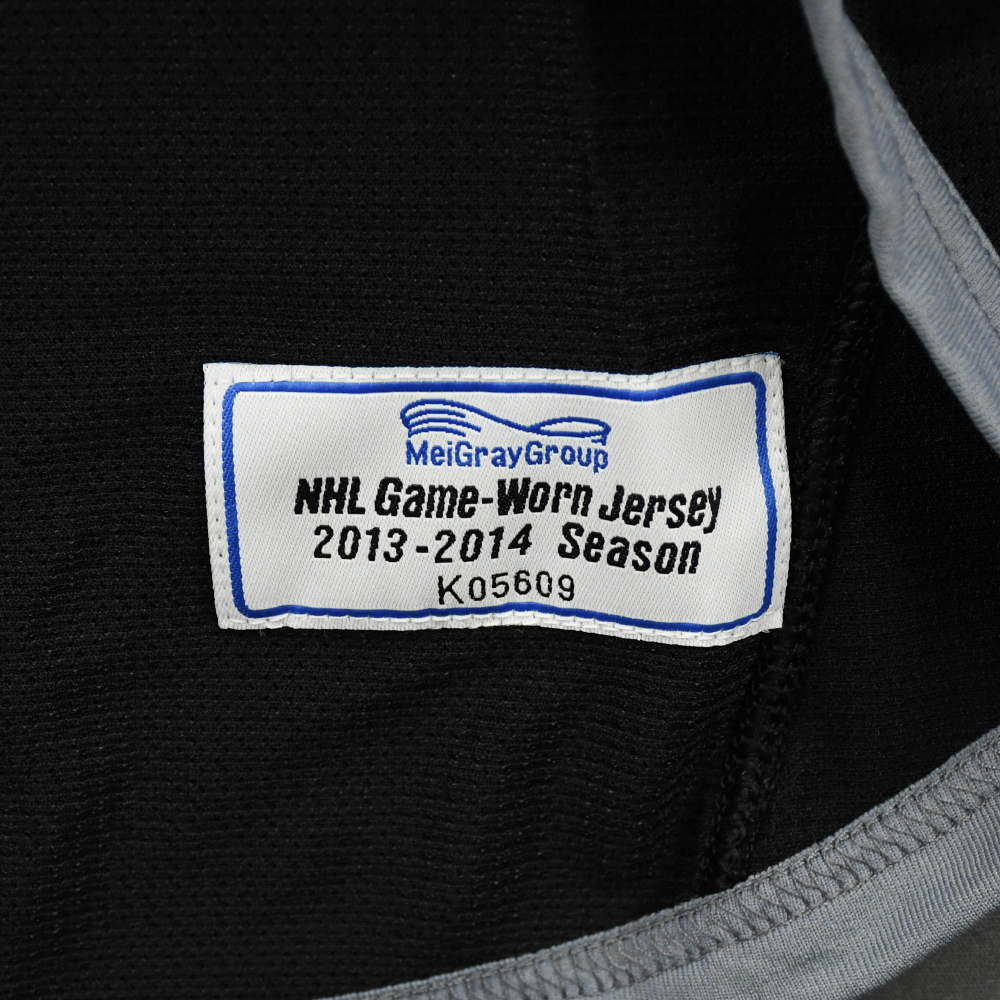 MeiGrayGroup
NHL Game-Worn Jersey
2013-2014 Season
K05609